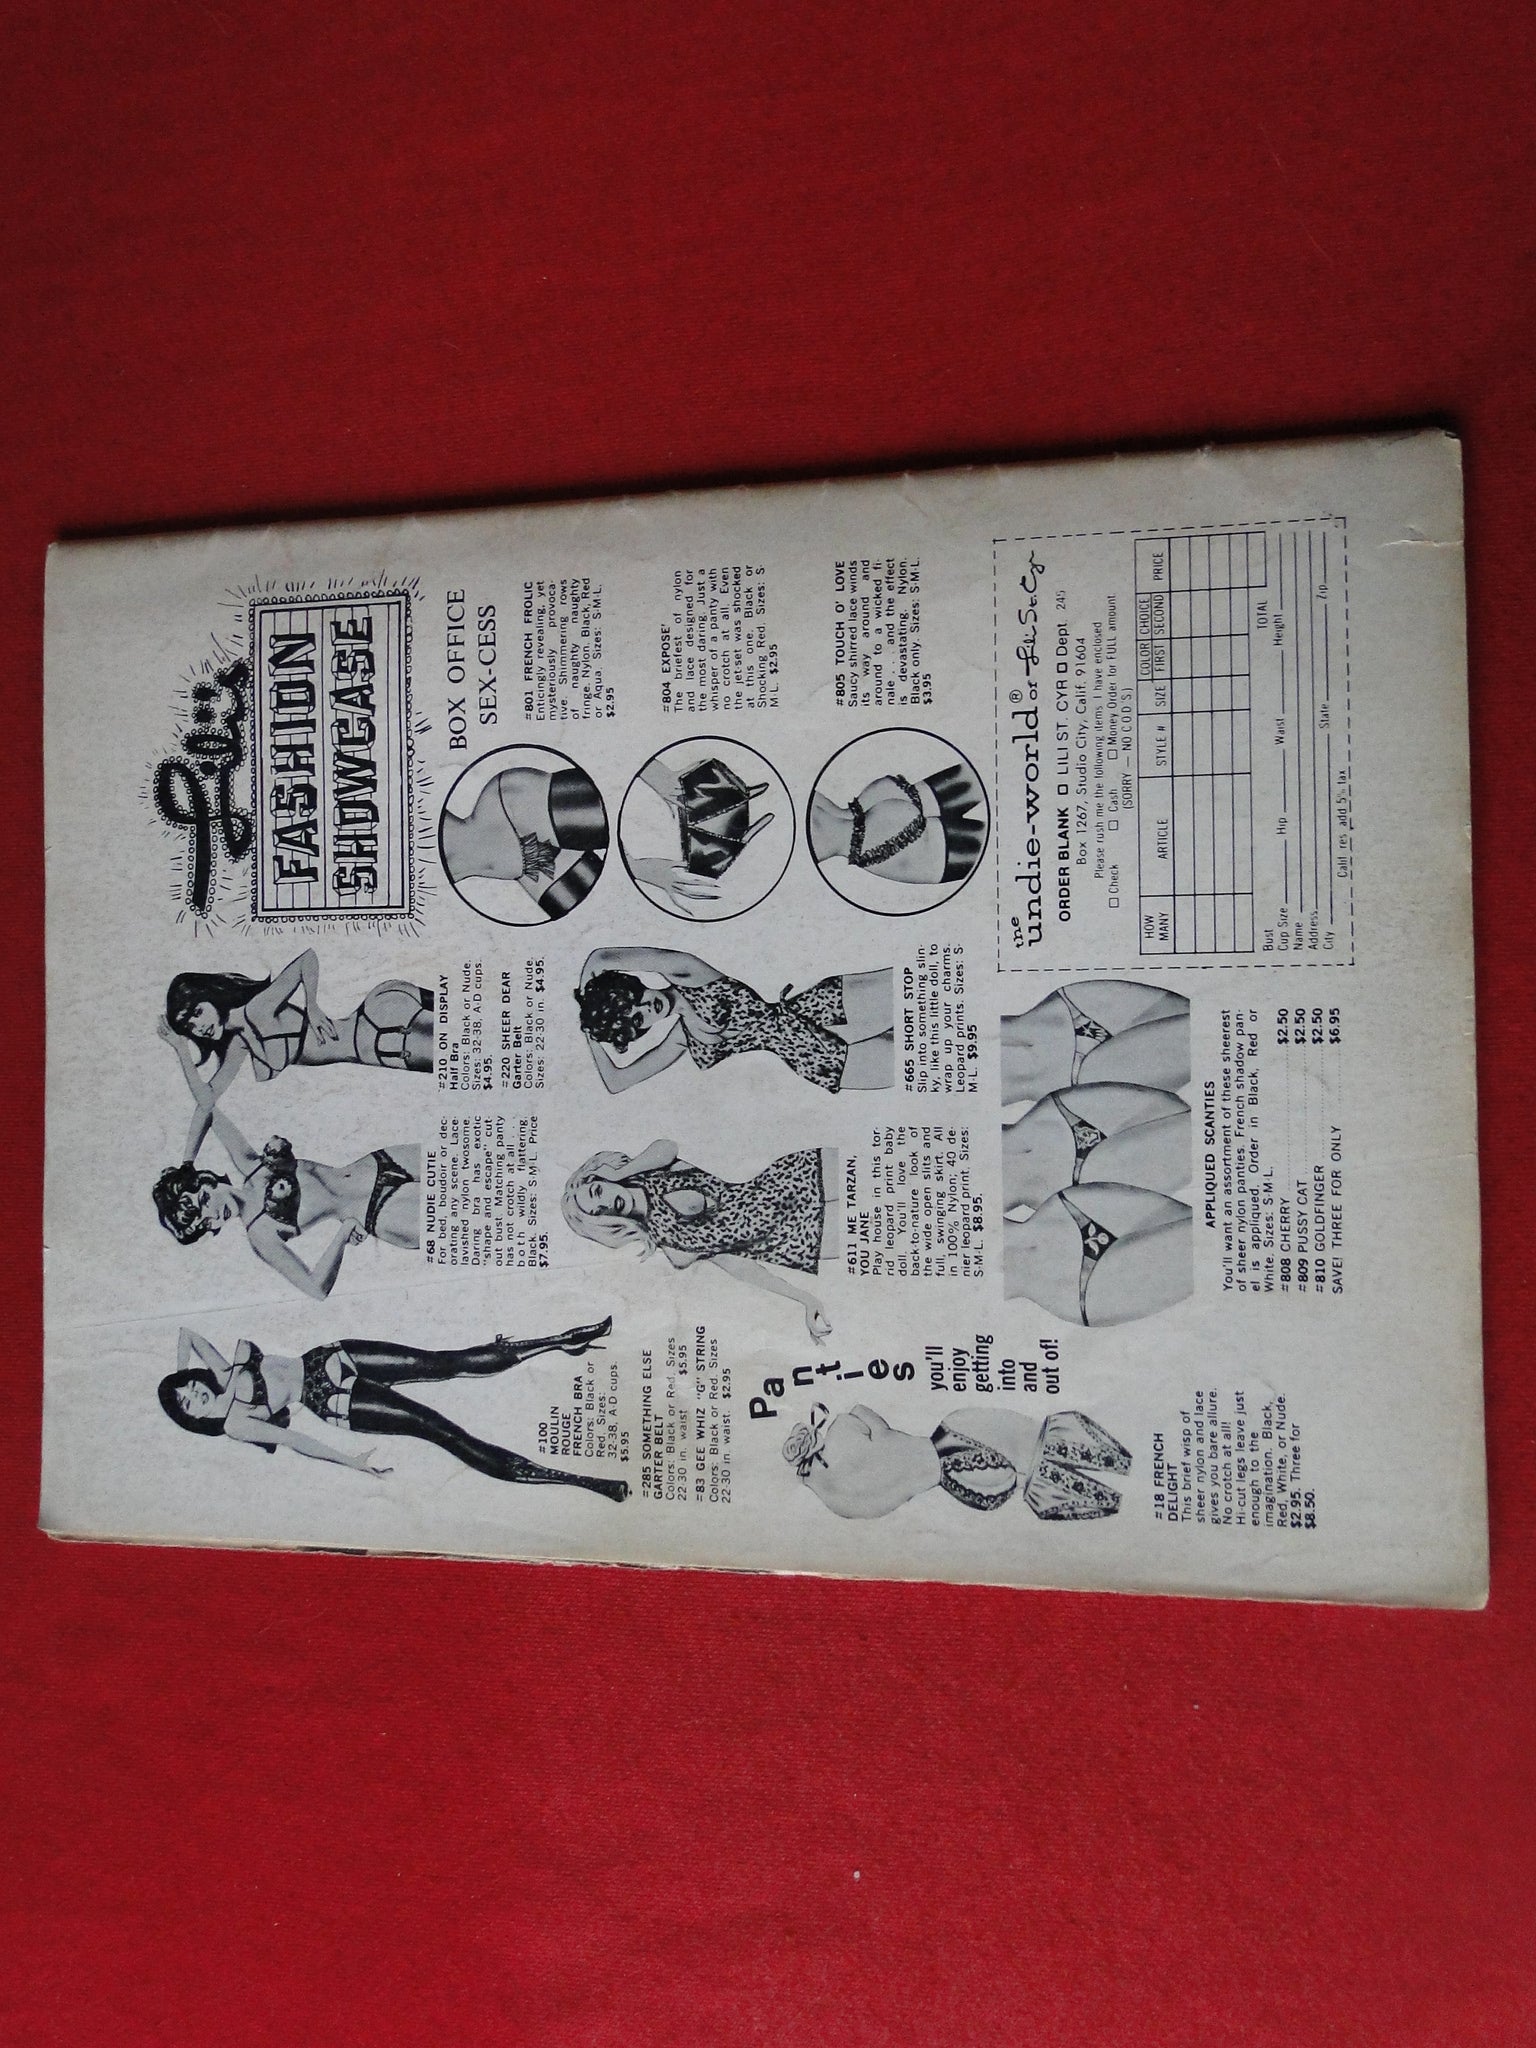 Lili's
FASHION
SHOWCASE
#100
MOULIN
ROUGE
FRENCH BRA
Colors: Black or
Red. Sizes:
32-38, A-D cups.
$5.95
#285 SOMETHING ELSE
GARTER BELT
Colors: Black or Red. Sizes
22-30 in. waist $5.95
#83 GEE WHIZ "G" STRING
Colors: Black or Red. Sizes
22-30 in. waist. $2.95
#68 NUDIE CUTIE
For bed, boudoir or dec-
orating any scene. Lace-
lavished nylon twosome.
Daring bra has exotic
"shape and escape" cut-
out bust. Matching panty
has not crotch at all . . .
both wildly flattering.
Black. Sizes: S-M-L. Price
$7.95.
#210 ON DISPLAY
Half Bra
Colors: Black or Nude.
Sizes: 32-38, A-D cups.
$4.95.
#220 SHEER DEAR
Garter Belt
Colors: Black or Nude.
Sizes: 22-30 in. $4.95.
BOX OFFICE
SEX-CESS
#801 FRENCH FROLIC
Enticingly revealing, yet
mysteriously provoca-
tive. Shimmering rows
of naughty naughty
fringe. Nylon. Black, Red
or Aqua. Sizes: S-M-L.
$2.95
#804 EXPOSE'
The briefest of nylon
and lace designed for
the most daring. Just a
whisper of a panty with
no crotch at all. Even
the jet-set was shocked
at this one. Black or
Shocking Red. Sizes: S-
M-L. $2.95
#805 TOUCH O' LOVE
Saucy shirred lace winds
its way around and
around to a wicked fi-
nale . . . and the effect
is devastating. Nylon.
Black only. Sizes: S-M-L.
$3.95
#611 ME TARZAN,
YOU JANE
Play house in this tor-
rid leopard print baby
doll. You'll love the
back-to-nature look of
the wide open slits and
full, swinging skirt. All
in 100% Nylon; 40 de-
nier leopard print. Sizes:
S-M-L. $8.95.
#665 SHORT STOP
Slip into something slin-
ky, like this little doll, to
wrap up your charms.
Leopard prints. Sizes: S-
M-L. $9.95
Panties
you'll
enjoy
getting
into
and
out of!
#18 FRENCH
DELIGHT
This brief wisp of
sheer nylon and lace
gives you bare allure.
No crotch at all!
Hi-cut legs leave just
enough to the
imagination. Black,
Red, White, or Nude.
$2.95. Three for
$8.50.
APPLIQUED SCANTIES
You'll want an assortment of these sheerest
of sheer nylon panties. French shadow pan-
el is applique. Order in Black, Red or
White. Sizes: S-M-L.
#808 CHERRY $2.50
#809 PUSSY CAT $2.50
#810 GOLDFINGER $2.50
SAVE! THREE FOR ONLY $6.95
the
undie-world® of Lili St. Cyr
ORDER BLANK LILI ST. CYR Dept 245
Box 1267, Studio City, Calif. 91604
Please rush me the following items I have enclosed
Check Cash Money Order for FULL amount
(SORRY — NO C.O.D.'S.)
HOW MANY ARTICLE STYLE # SIZE COLOR CHOICE FIRST SECOND PRICE
TOTAL
Bust
Cup Size Hip Waist Height
Name
Address
City State Zip
Calif. res. add 5% tax